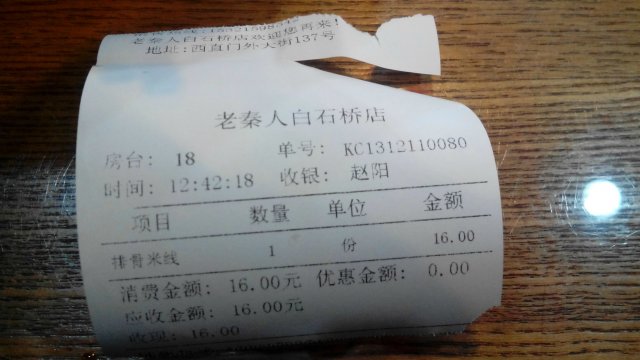 老秦人白石桥店欢迎您再来!
地址:西直门外大街137号
老秦人白石桥店
房台: 18 单号: KC1312110080
时间: 12:42:18 收银: 赵阳
项目 数量 单位 金额
排骨米线 1 份 16.00
消费金额: 16.00元 优惠金额: 0.00
应收金额: 16.00元
收现: 16.00